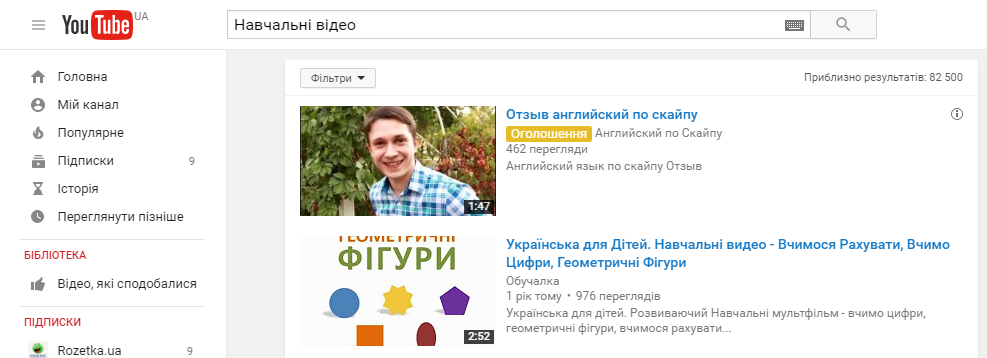 YouTube UA
Навчальні відео
Головна
Мій канал
Популярне
Підписки 9
Історія
Переглянути пізніше
БІБЛІОТЕКА
Відео, які сподобалися
ПІДПИСКИ
Rozetka.ua 9
Фільтри
Приблизно результатів: 82 500
1:47
Отзыв английский по скайпу
Оголошення Английский по Скайпу
462 перегляди
Английский язык по скайпу Отзыв
ГЕОМЕТРИЧНІ
ФІГУРИ
2:52
Українська для Дітей. Навчальні видео - Вчимося Рахувати, Вчимо
Цифри, Геометричні Фігури
Обучалка
1 рік тому • 976 переглядів
Українська для дітей. Розвиваючий Навчальні мультфільм - вчимо цифри,
геометричні фігури, вчимося рахувати...